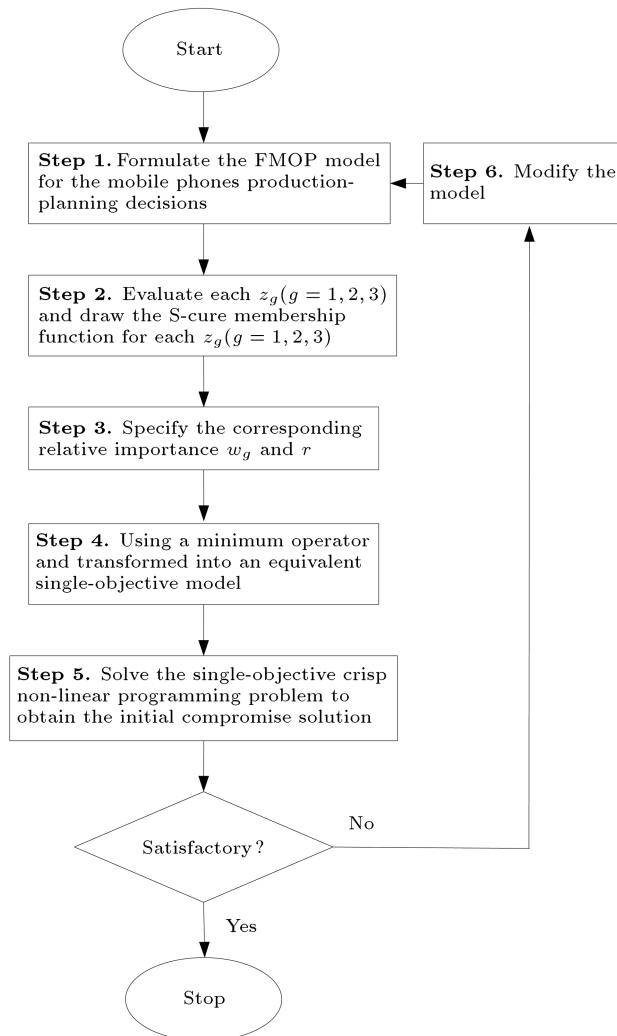 Start
Step 1. Formulate the FMOP model
for the mobile phones production-
planning decisions
Step 6. Modify the
model
Step 2. Evaluate each z_g(g = 1, 2, 3)
and draw the S-cure membership
function for each z_g(g = 1, 2, 3)
Step 3. Specify the corresponding
relative importance w_g and r
Step 4. Using a minimum operator
and transformed into an equivalent
single-objective model
Step 5. Solve the single-objective crisp
non-linear programming problem to
obtain the initial compromise solution
Satisfactory?
No
Yes
Stop